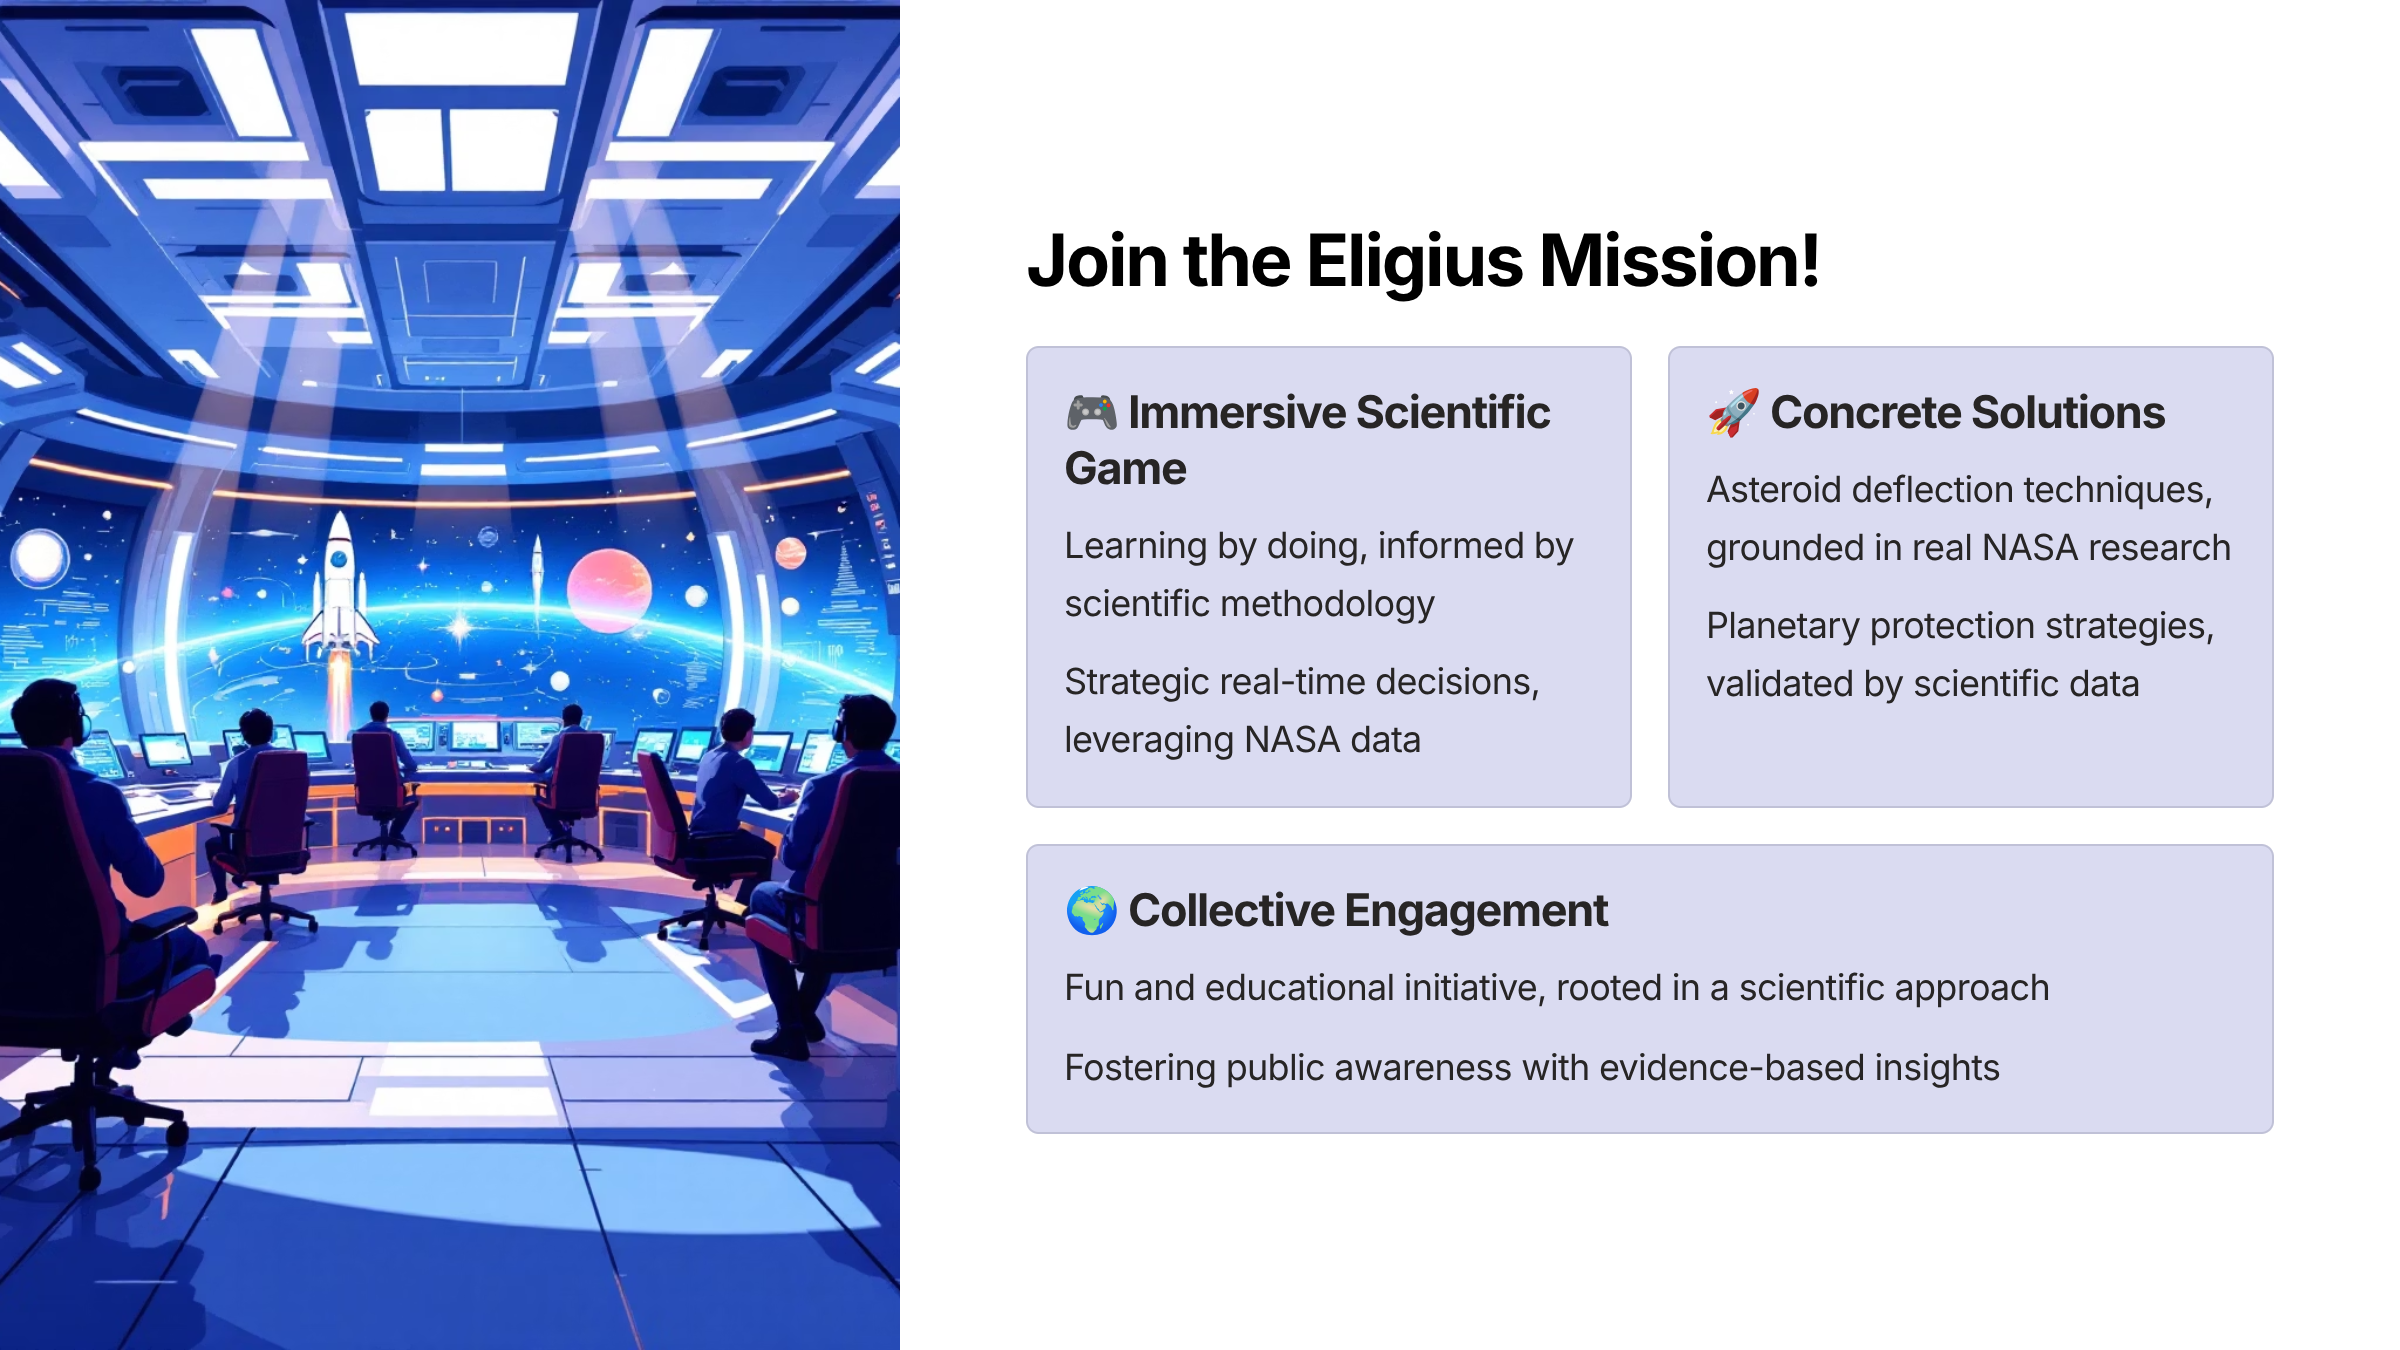 Join the Eligius Mission!
🎮 Immersive Scientific
Game
Learning by doing, informed by
scientific methodology
Strategic real-time decisions,
leveraging NASA data
🚀 Concrete Solutions
Asteroid deflection techniques,
grounded in real NASA research
Planetary protection strategies,
validated by scientific data
🌍 Collective Engagement
Fun and educational initiative, rooted in a scientific approach
Fostering public awareness with evidence-based insights